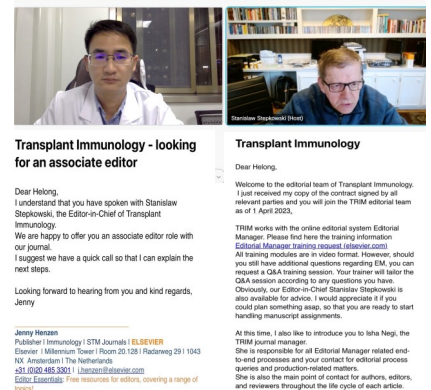 Stanislaw Stepkowski (Host)
Transplant Immunology - looking
for an associate editor
Dear Helong,
I understand that you have spoken with Stanislaw
Stepkowski, the Editor-in-Chief of Transplant
Immunology.
We are happy to offer you an associate editor role with
our journal.
I suggest we have a quick call so that I can explain the
next steps.
Looking forward to hearing from you and kind regards,
Jenny
Jenny Henzen
Publisher I Immunology I STM Journals I ELSEVIER
Elsevier I Millennium Tower I Room 20.128 I Radarweg 29 I 1043
NX Amsterdam I The Netherlands
+31 (0)20 485 3301 I j.henzen@elsevier.com
Editor Essentials: Free resources for editors, covering a range of
topics!
Transplant Immunology
Dear Helong,
Welcome to the editorial team of Transplant Immunology.
I just received my copy of the contract signed by all
relevant parties and you will join the TRIM editorial team
as of 1 April 2023,
TRIM works with the online editorial system Editorial
Manager. Please find here the training information
Editorial Manager training request (elsevier.com)
All training modules are in video format. However, should
you still have additional questions regarding EM, you can
request a Q&A training session. Your trainer will tailor the
Q&A session according to any questions you have.
Obviously, our Editor-in-Chief Stanislaw Stepkowski is
also available for advice. I would appreciate it if you
could plan something asap, so that you are ready to start
handling manuscript assignments.
At this time, I also like to introduce you to Isha Negi, the
TRIM journal manager.
She is responsible for all Editorial Manager related end-
to-end processes and your contact for editorial process
queries and production-related matters.
She is also the main point of contact for authors, editors,
and reviewers throughout the life cycle of each article.